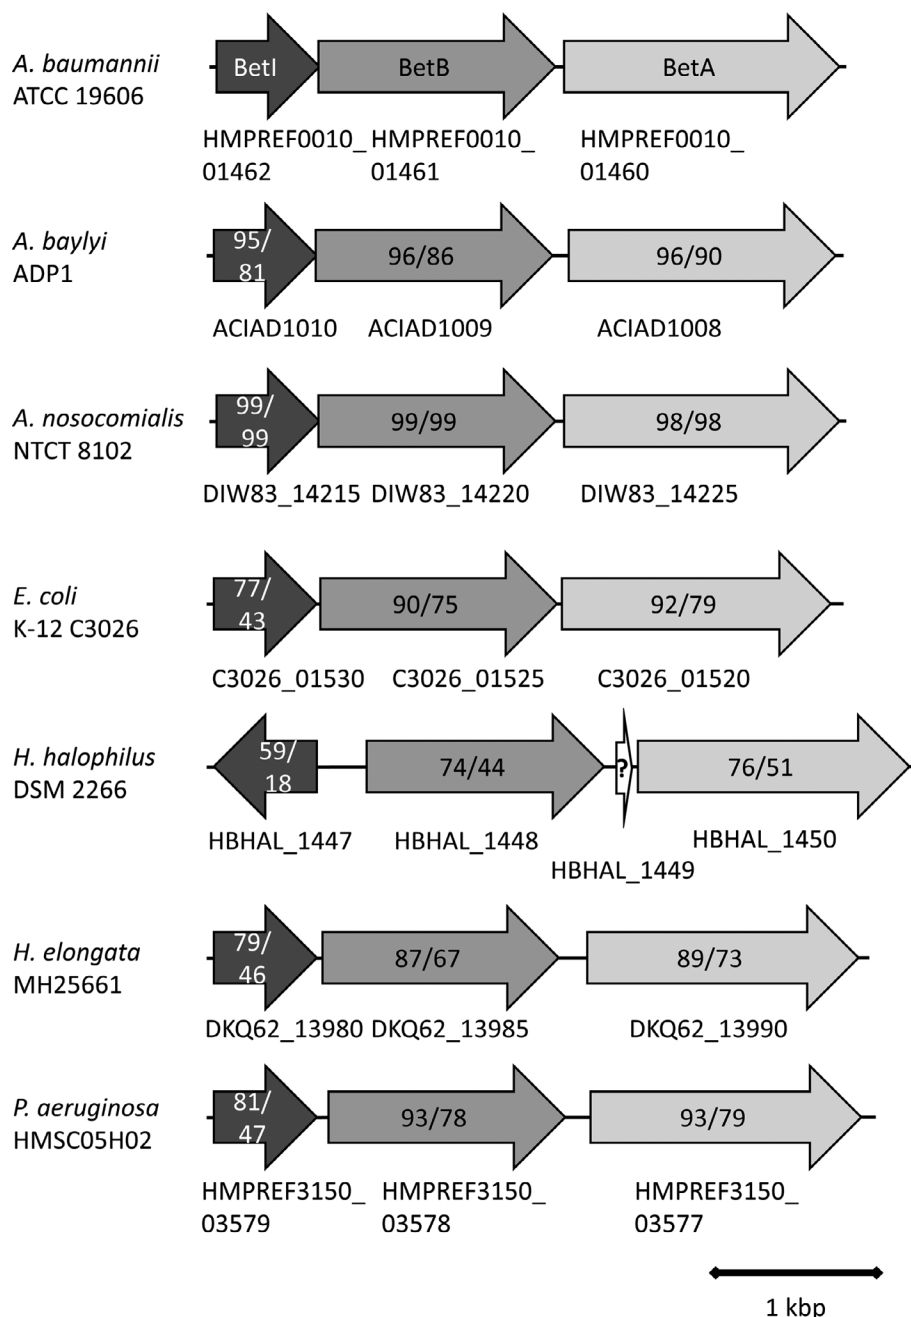 A. baumannii
ATCC 19606
BetI
BetB
BetA
HMPREF0010_
01462
HMPREF0010_
01461
HMPREF0010_
01460
A. baylyi
ADP1
95/
81
96/86
96/90
ACIAD1010
ACIAD1009
ACIAD1008
A. nosocomialis
NTCT 8102
99/
99
99/99
98/98
DIW83_14215
DIW83_14220
DIW83_14225
E. coli
K-12 C3026
77/
43
90/75
92/79
C3026_01530
C3026_01525
C3026_01520
H. halophilus
DSM 2266
59/
18
74/44
?
76/51
HBHAL_1447
HBHAL_1448
HBHAL_1449
HBHAL_1450
H. elongata
MH25661
79/
46
87/67
89/73
DKQ62_13980
DKQ62_13985
DKQ62_13990
P. aeruginosa
HMSC05H02
81/
47
93/78
93/79
HMPREF3150_
03579
HMPREF3150_
03578
HMPREF3150_
03577
1 kbp